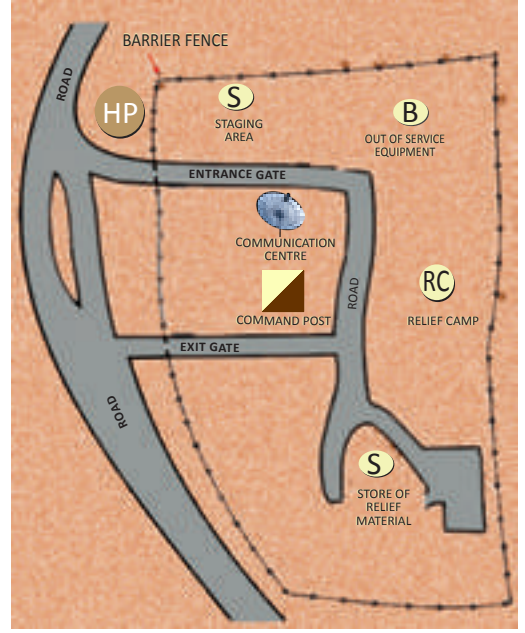 BARRIER FENCE
ROAD
HP
S
STAGING
AREA
B
OUT OF SERVICE
EQUIPMENT
ENTRANCE GATE
COMMUNICATION
CENTRE
RC
RELIEF CAMP
ROAD
COMMAND POST
EXIT GATE
ROAD
S
STORE OF
RELIEF
MATERIAL